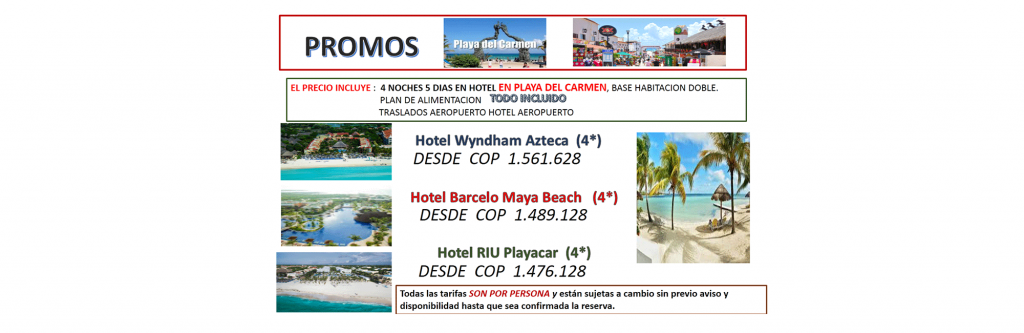 PROMOS
Playa del Carmen
EL PRECIO INCLUYE : 4 NOCHES 5 DIAS EN HOTEL EN PLAYA DEL CARMEN, BASE HABITACION DOBLE.
PLAN DE ALIMENTACION TODO INCLUIDO
TRASLADOS AEROPUERTO HOTEL AEROPUERTO
Hotel Wyndham Azteca (4*)
DESDE COP 1.561.628
Hotel Barcelo Maya Beach (4*)
DESDE COP 1.489.128
Hotel RIU Playacar (4*)
DESDE COP 1.476.128
Todas las tarifas SON POR PERSONA y están sujetas a cambio sin previo aviso y
disponibilidad hasta que sea confirmada la reserva.